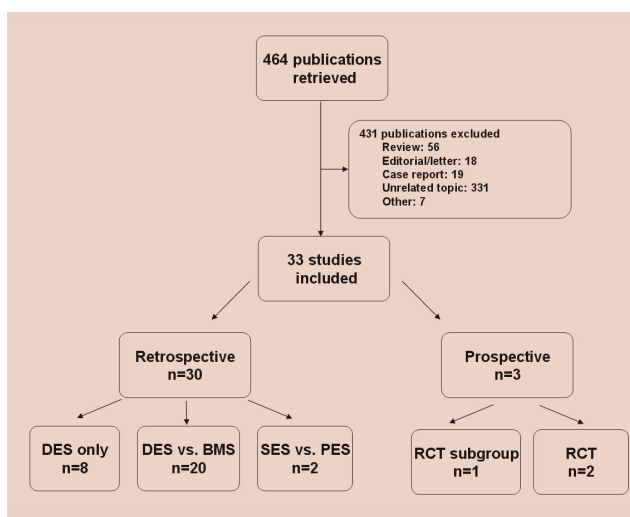 464 publications
retrieved
431 publications excluded
Review: 56
Editorial/letter: 18
Case report: 19
Unrelated topic: 331
Other: 7
33 studies
included
Retrospective
n=30
Prospective
n=3
DES only
n=8
DES vs. BMS
n=20
SES vs. PES
n=2
RCT subgroup
n=1
RCT
n=2